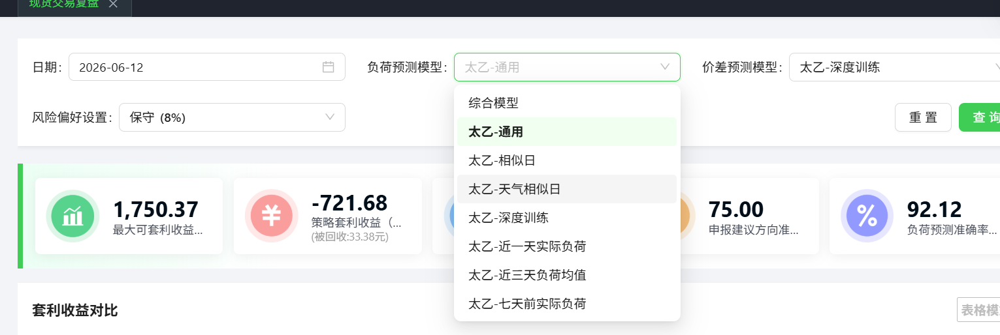 现货交易复盘
日期： 2026-06-12 负荷预测模型： 太乙-通用 价差预测模型： 太乙-深度训练
风险偏好设置： 保守 (8%) 重 置 查 询
综合模型
太乙-通用
太乙-相似日
太乙-天气相似日
太乙-深度训练
太乙-近一天实际负荷
太乙-近三天负荷均值
太乙-七天前实际负荷
1,750.37
最大可套利收益...
-721.68
策略套利收益（...
(被回收:33.38元)
75.00
申报建议方向准...
92.12
负荷预测准确率...
套利收益对比
表格模